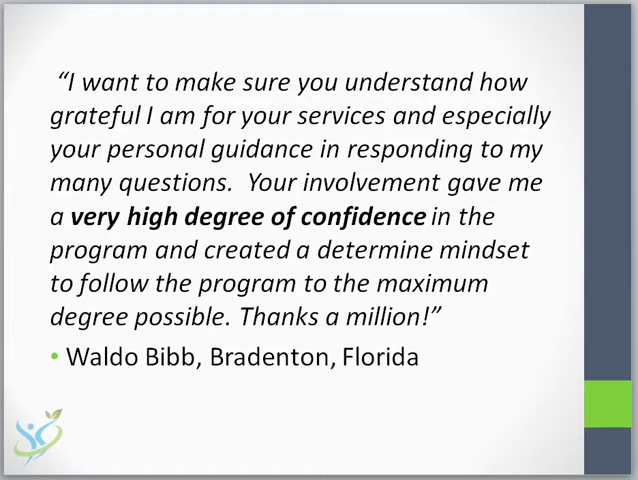 “I want to make sure you understand how
grateful I am for your services and especially
your personal guidance in responding to my
many questions.  Your involvement gave me
a very high degree of confidence in the
program and created a determine mindset
to follow the program to the maximum
degree possible. Thanks a million!”
• Waldo Bibb, Bradenton, Florida